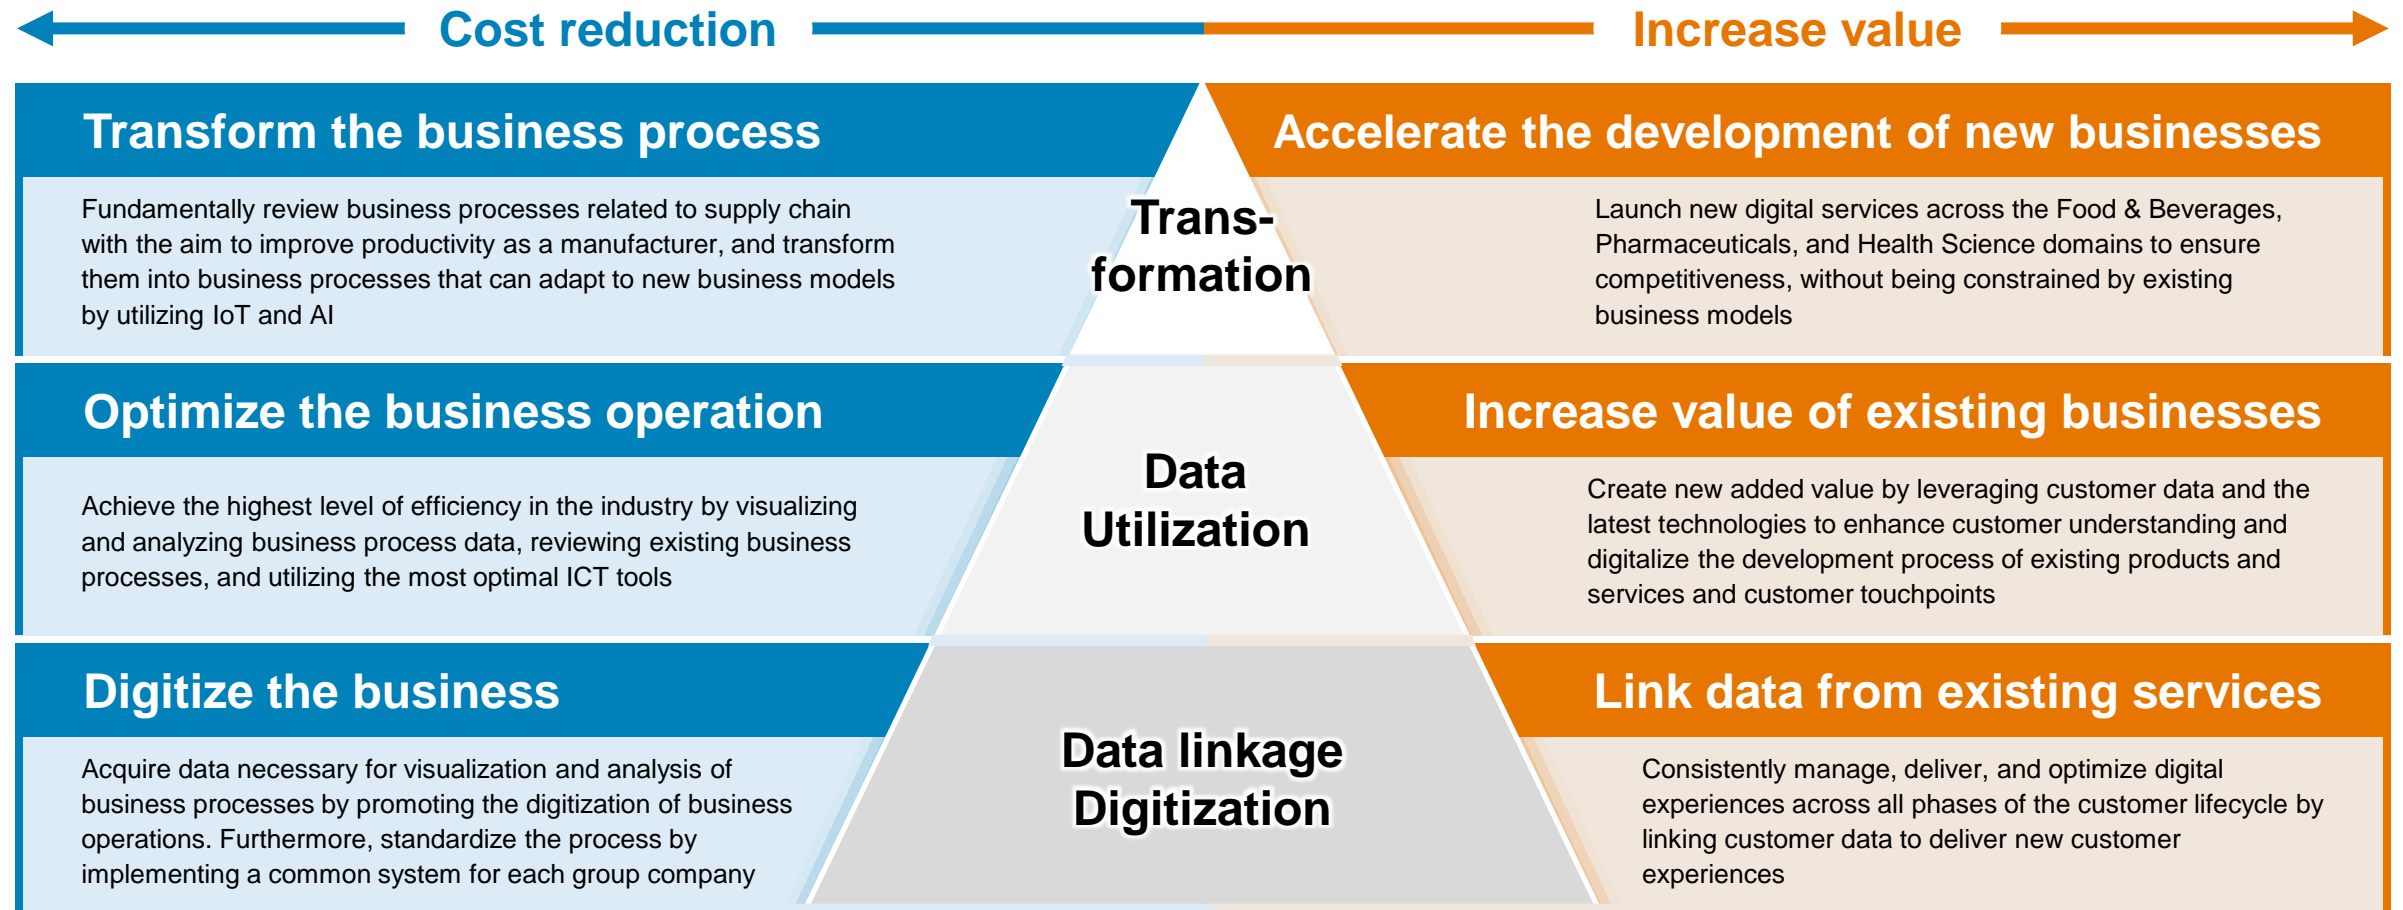 Cost reduction
Increase value
Transform the business process
Fundamentally review business processes related to supply chain
with the aim to improve productivity as a manufacturer, and transform
them into business processes that can adapt to new business models
by utilizing IoT and AI
Trans-
formation
Accelerate the development of new businesses
Launch new digital services across the Food & Beverages,
Pharmaceuticals, and Health Science domains to ensure
competitiveness, without being constrained by existing
business models
Optimize the business operation
Achieve the highest level of efficiency in the industry by visualizing
and analyzing business process data, reviewing existing business
processes, and utilizing the most optimal ICT tools
Data
Utilization
Increase value of existing businesses
Create new added value by leveraging customer data and the
latest technologies to enhance customer understanding and
digitalize the development process of existing products and
services and customer touchpoints
Digitize the business
Acquire data necessary for visualization and analysis of
business processes by promoting the digitization of business
operations. Furthermore, standardize the process by
implementing a common system for each group company
Data linkage
Digitization
Link data from existing services
Consistently manage, deliver, and optimize digital
experiences across all phases of the customer lifecycle by
linking customer data to deliver new customer
experiences